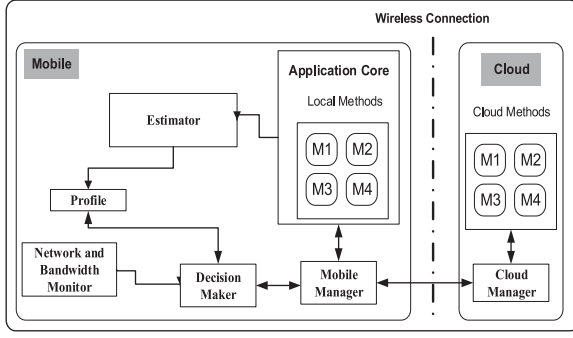 Wireless Connection
Mobile
Application Core
Cloud
Local Methods
Cloud Methods
Estimator
M1 M2
M3 M4
M1 M2
M3 M4
Profile
Network and
Bandwidth
Monitor
Decision
Maker
Mobile
Manager
Cloud
Manager